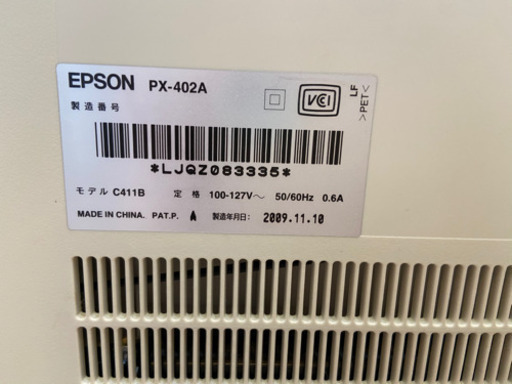 EPSON PX-402A
製造番号
VCI
LF
>PET<
*LJQZ083335*
モデル C411B 定格 100-127V～ 50/60Hz 0.6A
MADE IN CHINA. PAT.P. A 製造年月日: 2009.11.10